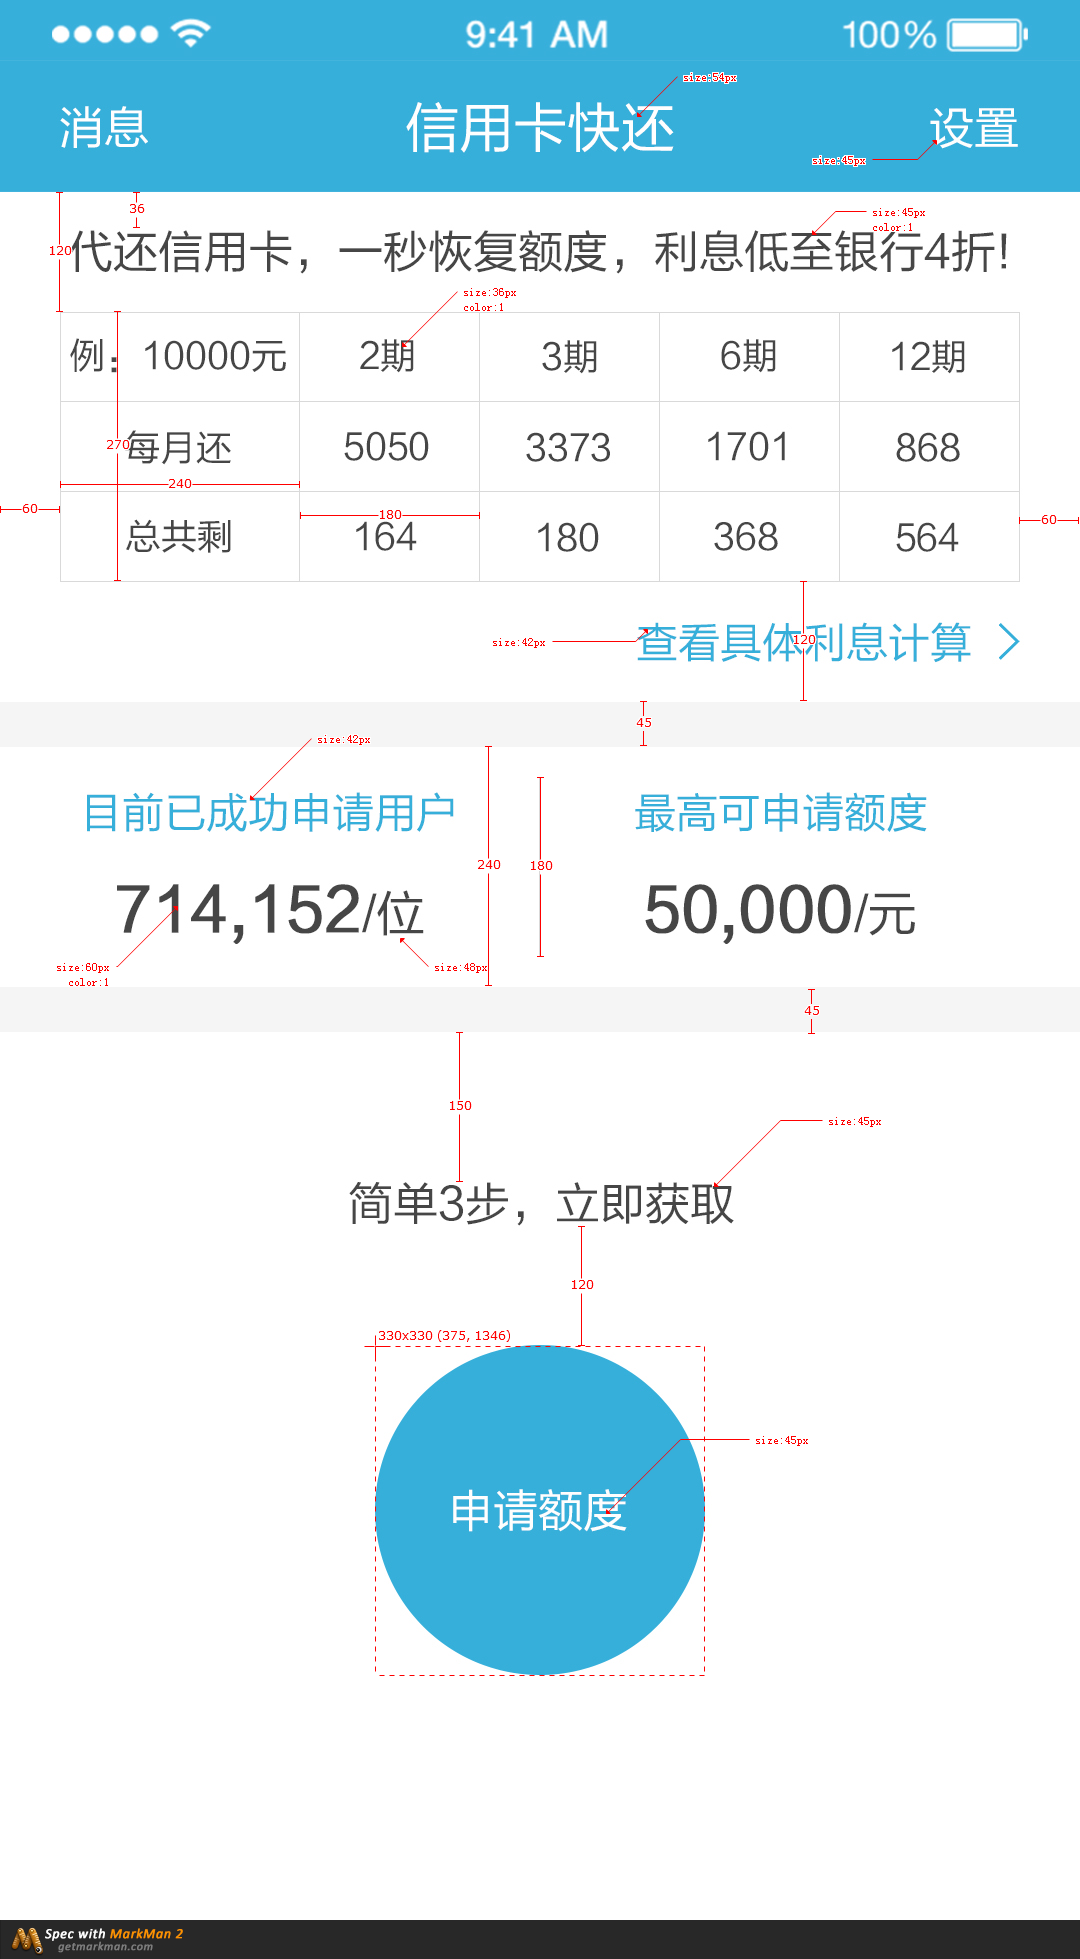 9:41 AM 100%
size:54px
消息 信用卡快还 设置
size:45px
36
size:45px
color:1
120
代还信用卡，一秒恢复额度，利息低至银行4折!
size:36px
color:1
例：10000元 2期 3期 6期 12期
270
每月还 5050 3373 1701 868
240
60 180 60
总共剩 164 180 368 564
size:42px 查看具体利息计算 120
45
size:42px
目前已成功申请用户 最高可申请额度
240 180
714,152/位 50,000/元
size:60px
color:1
size:48px
45
150
size:45px
简单3步，立即获取
120
330x330 (375, 1346)
size:45px
申请额度
Spec with MarkMan 2
getmarkman.com